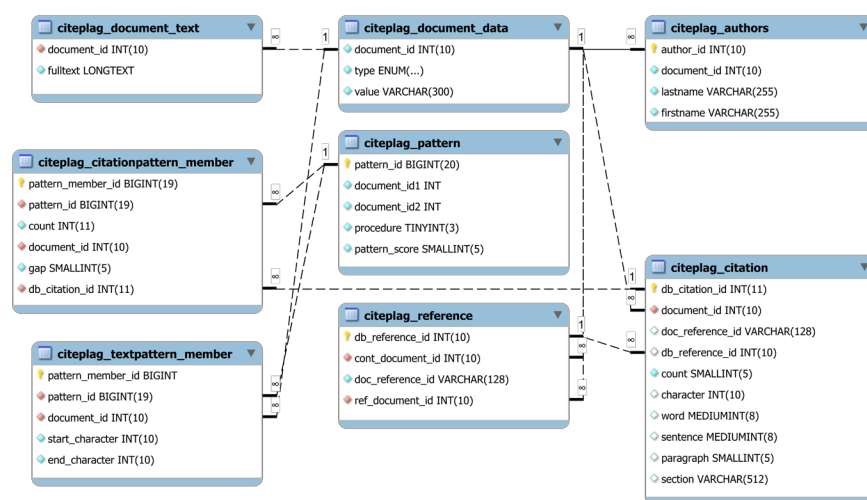 citeplag_document_text
document_id INT(10)
fulltext LONGTEXT
∞
1
citeplag_document_data
document_id INT(10)
type ENUM(...)
value VARCHAR(300)
1
∞
citeplag_authors
author_id INT(10)
document_id INT(10)
lastname VARCHAR(255)
firstname VARCHAR(255)
citeplag_citationpattern_member
pattern_member_id BIGINT(19)
pattern_id BIGINT(19)
count INT(11)
document_id INT(10)
gap SMALLINT(5)
db_citation_id INT(11)
∞
∞
1
citeplag_pattern
pattern_id BIGINT(20)
document_id1 INT
document_id2 INT
procedure TINYINT(3)
pattern_score SMALLINT(5)
citeplag_textpattern_member
pattern_member_id BIGINT
pattern_id BIGINT(19)
document_id INT(10)
start_character INT(10)
end_character INT(10)
∞
∞
citeplag_reference
db_reference_id INT(10)
cont_document_id INT(10)
doc_reference_id VARCHAR(128)
ref_document_id INT(10)
1
∞
∞
1
∞
∞
citeplag_citation
db_citation_id INT(11)
document_id INT(10)
doc_reference_id VARCHAR(128)
db_reference_id INT(10)
count SMALLINT(5)
character INT(10)
word MEDIUMINT(8)
sentence MEDIUMINT(8)
paragraph SMALLINT(5)
section VARCHAR(512)